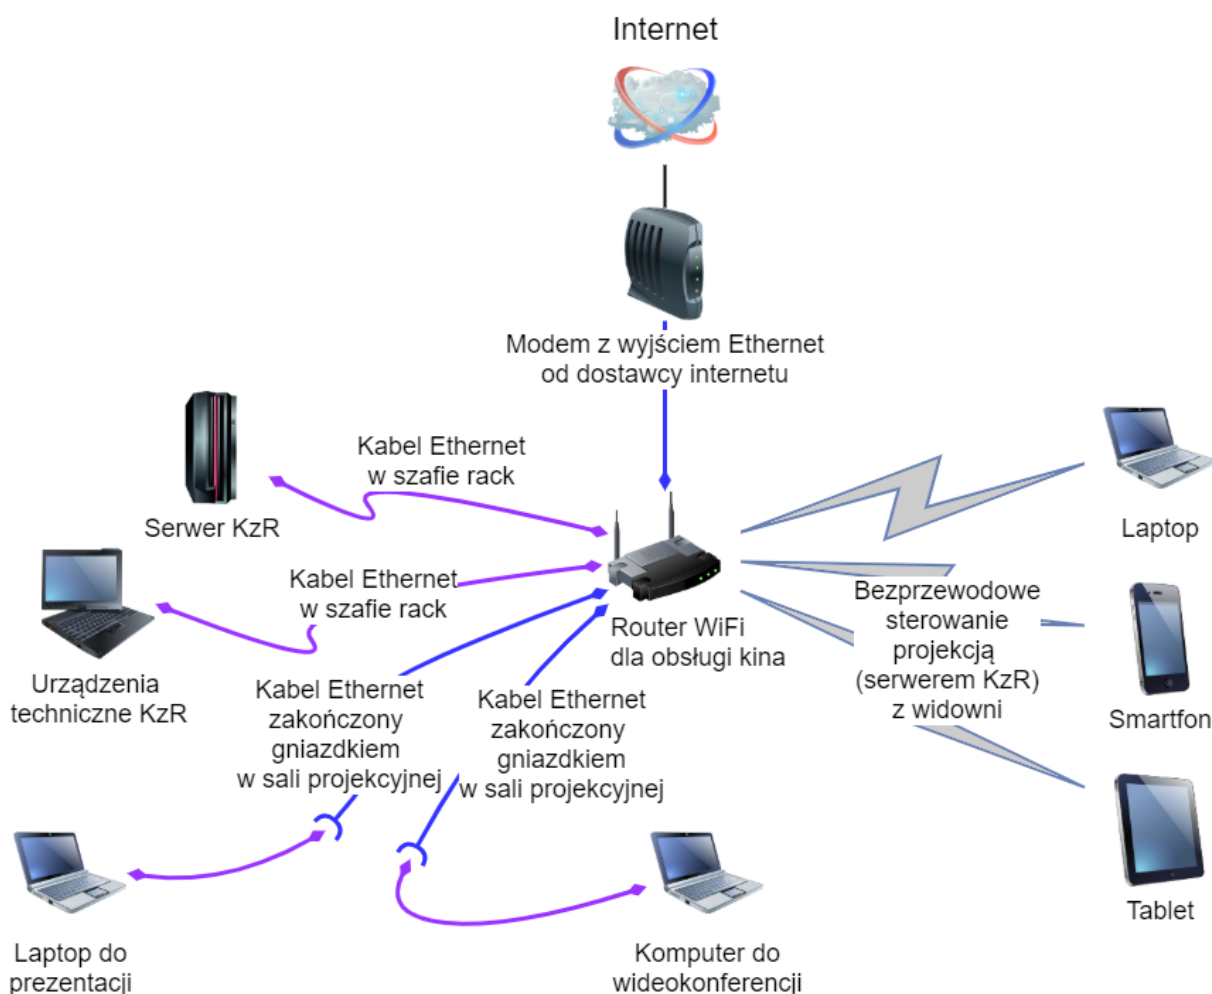 Internet
Modem z wyjściem Ethernet
od dostawcy internetu
Kabel Ethernet
w szafie rack
Serwer KzR
Laptop
Kabel Ethernet
w szafie rack
Bezprzewodowe
sterowanie
projekcją
(serwerem KzR)
z widowni
Router WiFi
dla obsługi kina
Urządzenia
techniczne KzR
Kabel Ethernet
zakończony
gniazdkiem
w sali projekcyjnej
Kabel Ethernet
zakończony
gniazdkiem
w sali projekcyjnej
Smartfon
Tablet
Laptop do
prezentacji
Komputer do
wideokonferencji